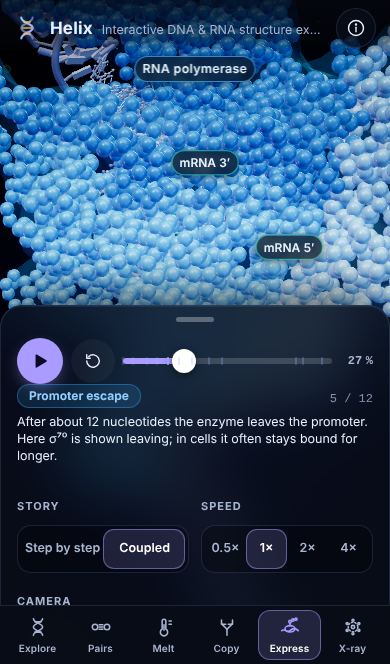 Helix Interactive DNA & RNA structure ex...
RNA polymerase
mRNA 3′
mRNA 5′
27 %
Promoter escape
5 / 12
After about 12 nucleotides the enzyme leaves the promoter.
Here σ⁷⁰ is shown leaving; in cells it often stays bound for
longer.
STORY
SPEED
Step by step Coupled
0.5× 1× 2× 4×
CAMERA
Explore Pairs Melt Copy Express X-ray